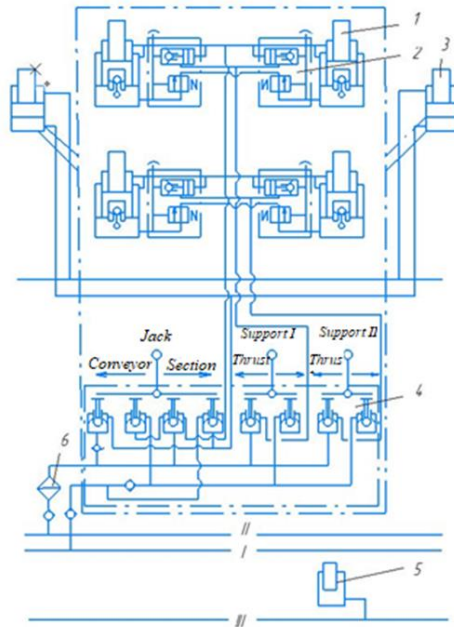 1
2
3
N И
N И
Jack Support I Support II
Conveyor Section Thrust Thrus
4
6
II
I
5
III